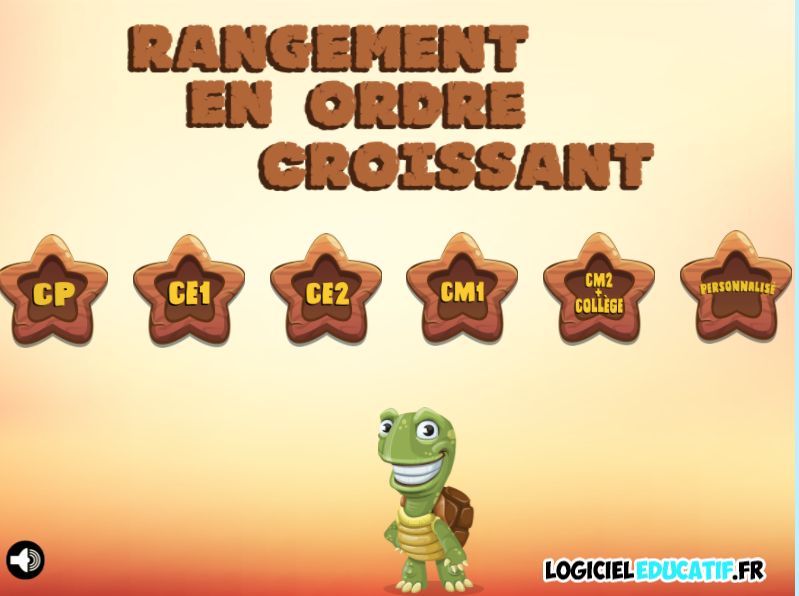 RANGEMENT
EN ORDRE
CROISSANT
CP
CE1
CE2
CM1
CM2
+
COLLÈGE
PERSONNALISÉ
LOGICIELEDUCATIF.FR